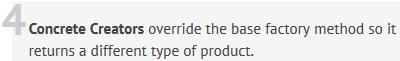 4
Concrete Creators override the base factory method so it
returns a different type of product.